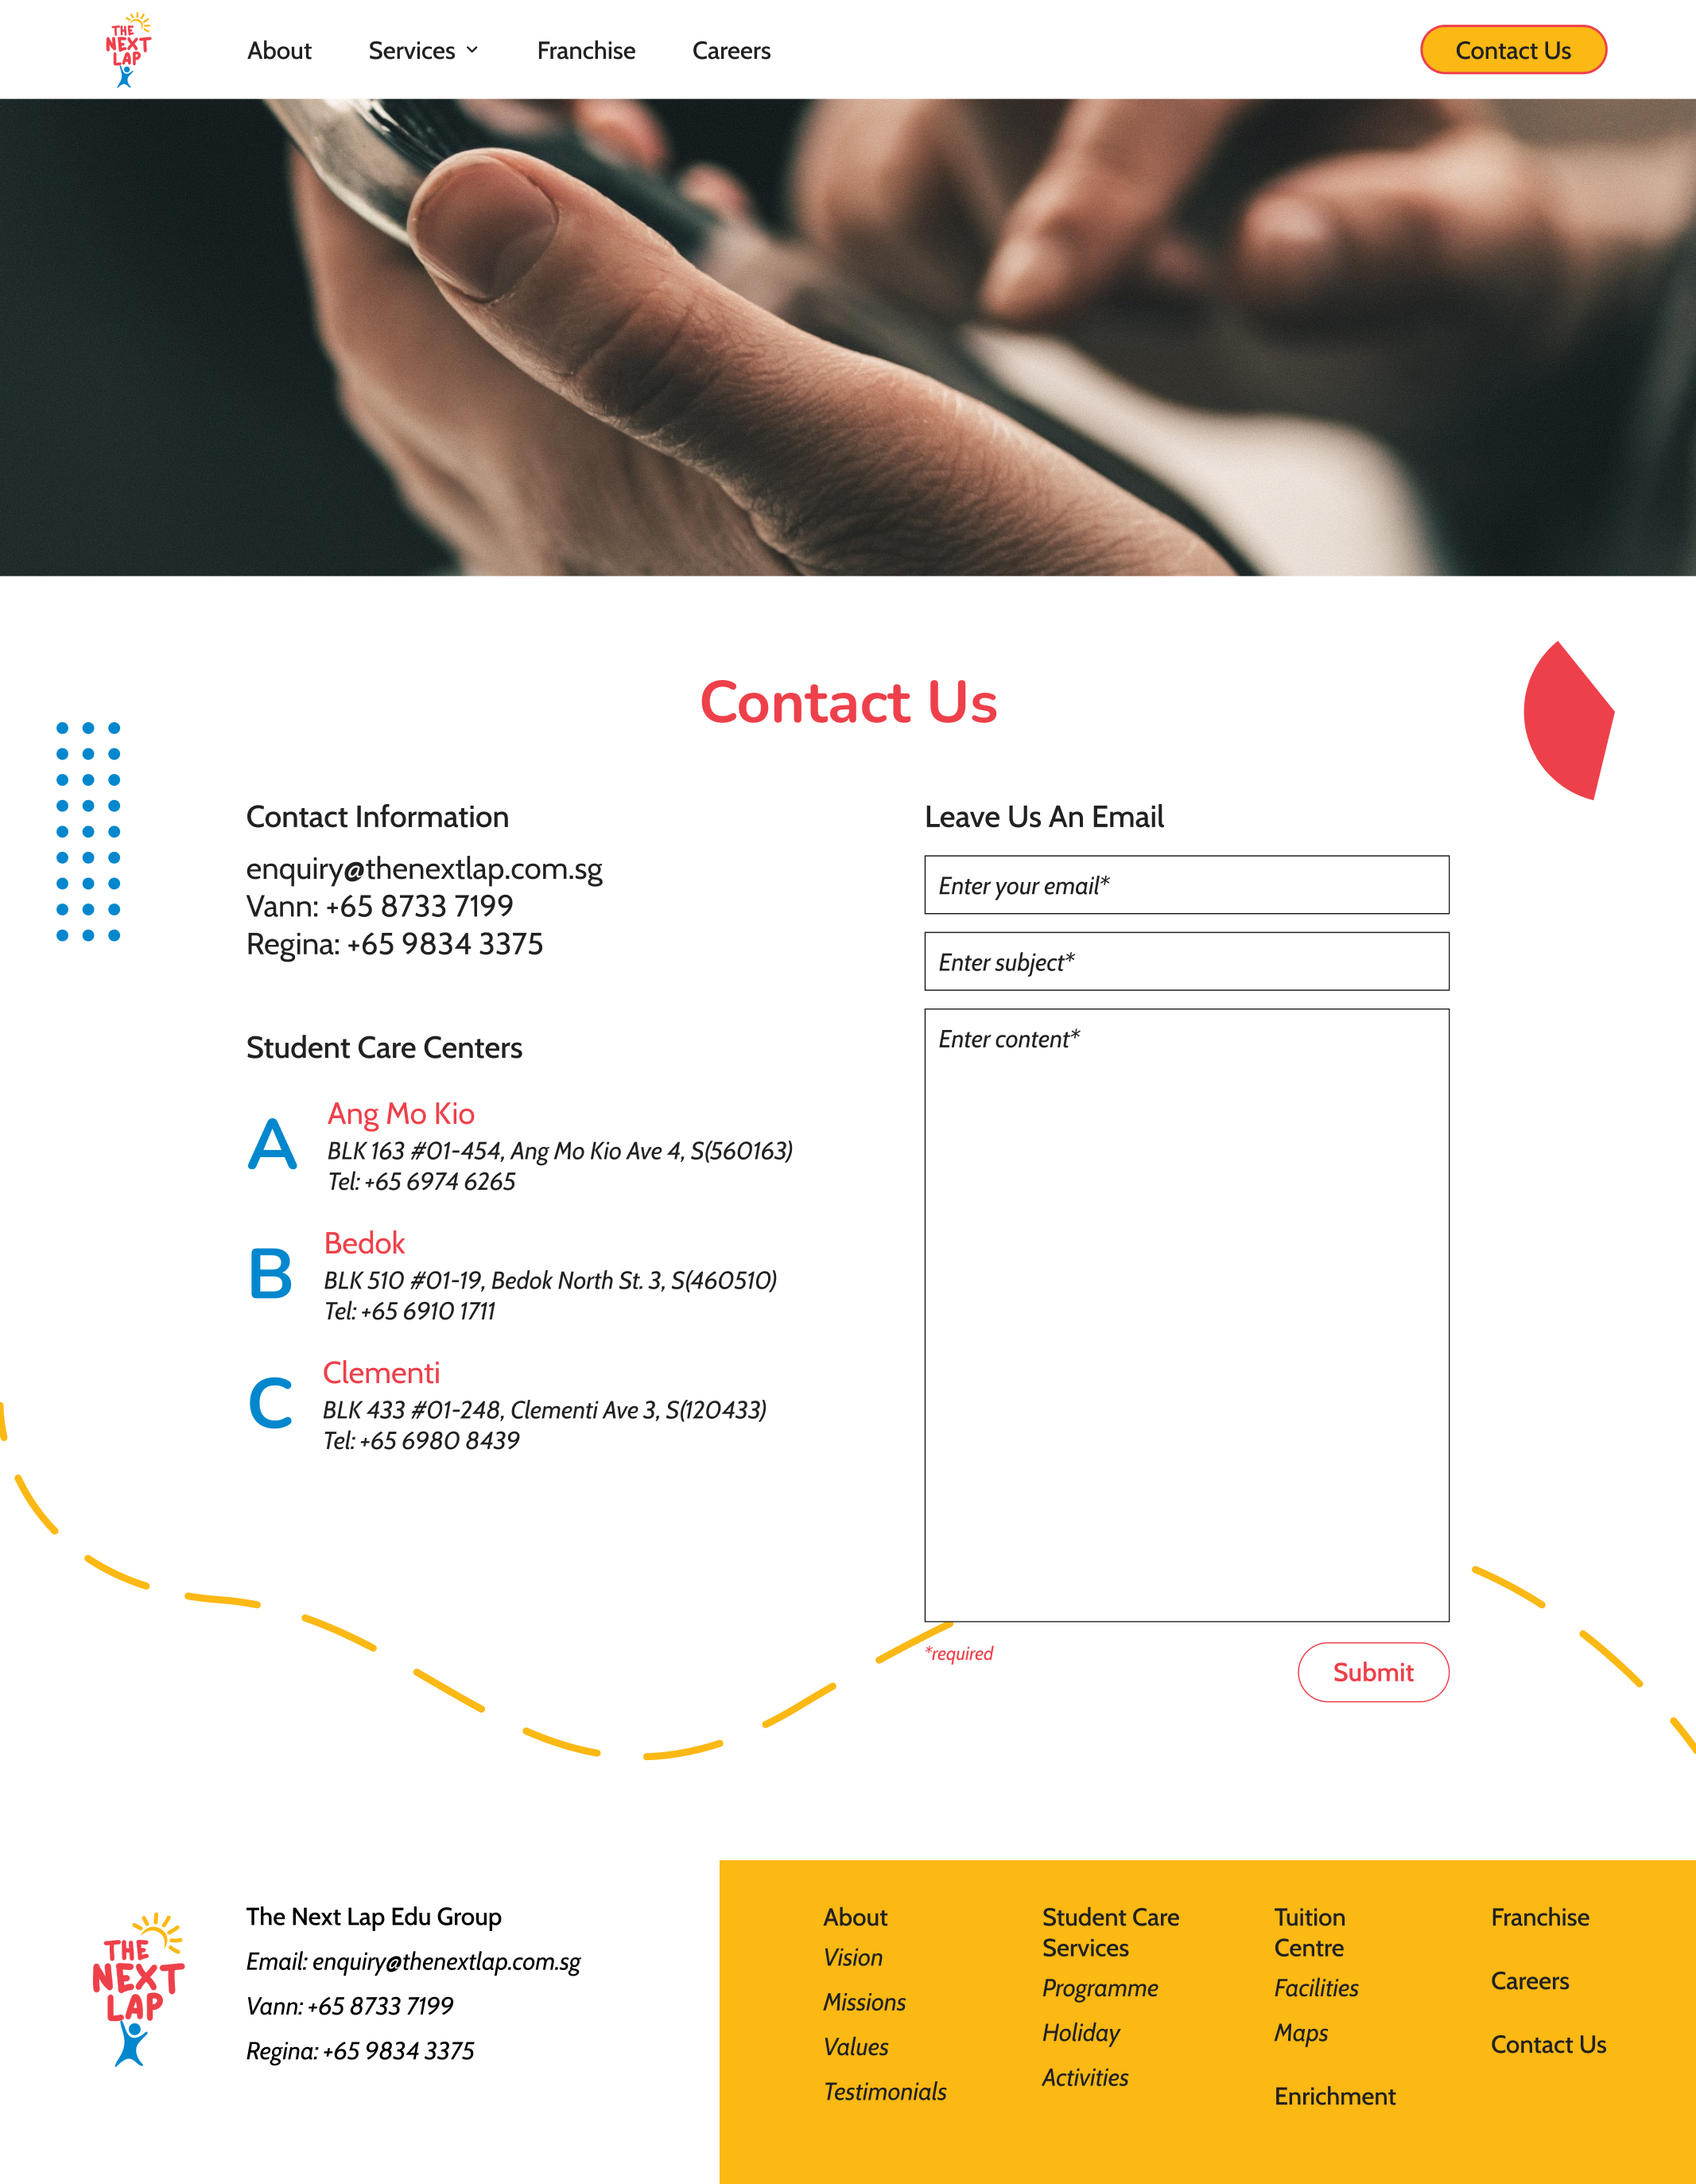 THE
NEXT
LAP
About
Services
Franchise
Careers
Contact Us
Contact Us
Contact Information
enquiry@thenextlap.com.sg
Vann: +65 8733 7199
Regina: +65 9834 3375
Student Care Centers
A
Ang Mo Kio
BLK 163 #01-454, Ang Mo Kio Ave 4, S(560163)
Tel: +65 6974 6265
B
Bedok
BLK 510 #01-19, Bedok North St. 3, S(460510)
Tel: +65 6910 1711
C
Clementi
BLK 433 #01-248, Clementi Ave 3, S(120433)
Tel: +65 6980 8439
Leave Us An Email
Enter your email*
Enter subject*
Enter content*
*required
Submit
THE
NEXT
LAP
The Next Lap Edu Group
Email: enquiry@thenextlap.com.sg
Vann: +65 8733 7199
Regina: +65 9834 3375
About
Vision
Missions
Values
Testimonials
Student Care
Services
Programme
Holiday
Activities
Tuition
Centre
Facilities
Maps
Enrichment
Franchise
Careers
Contact Us